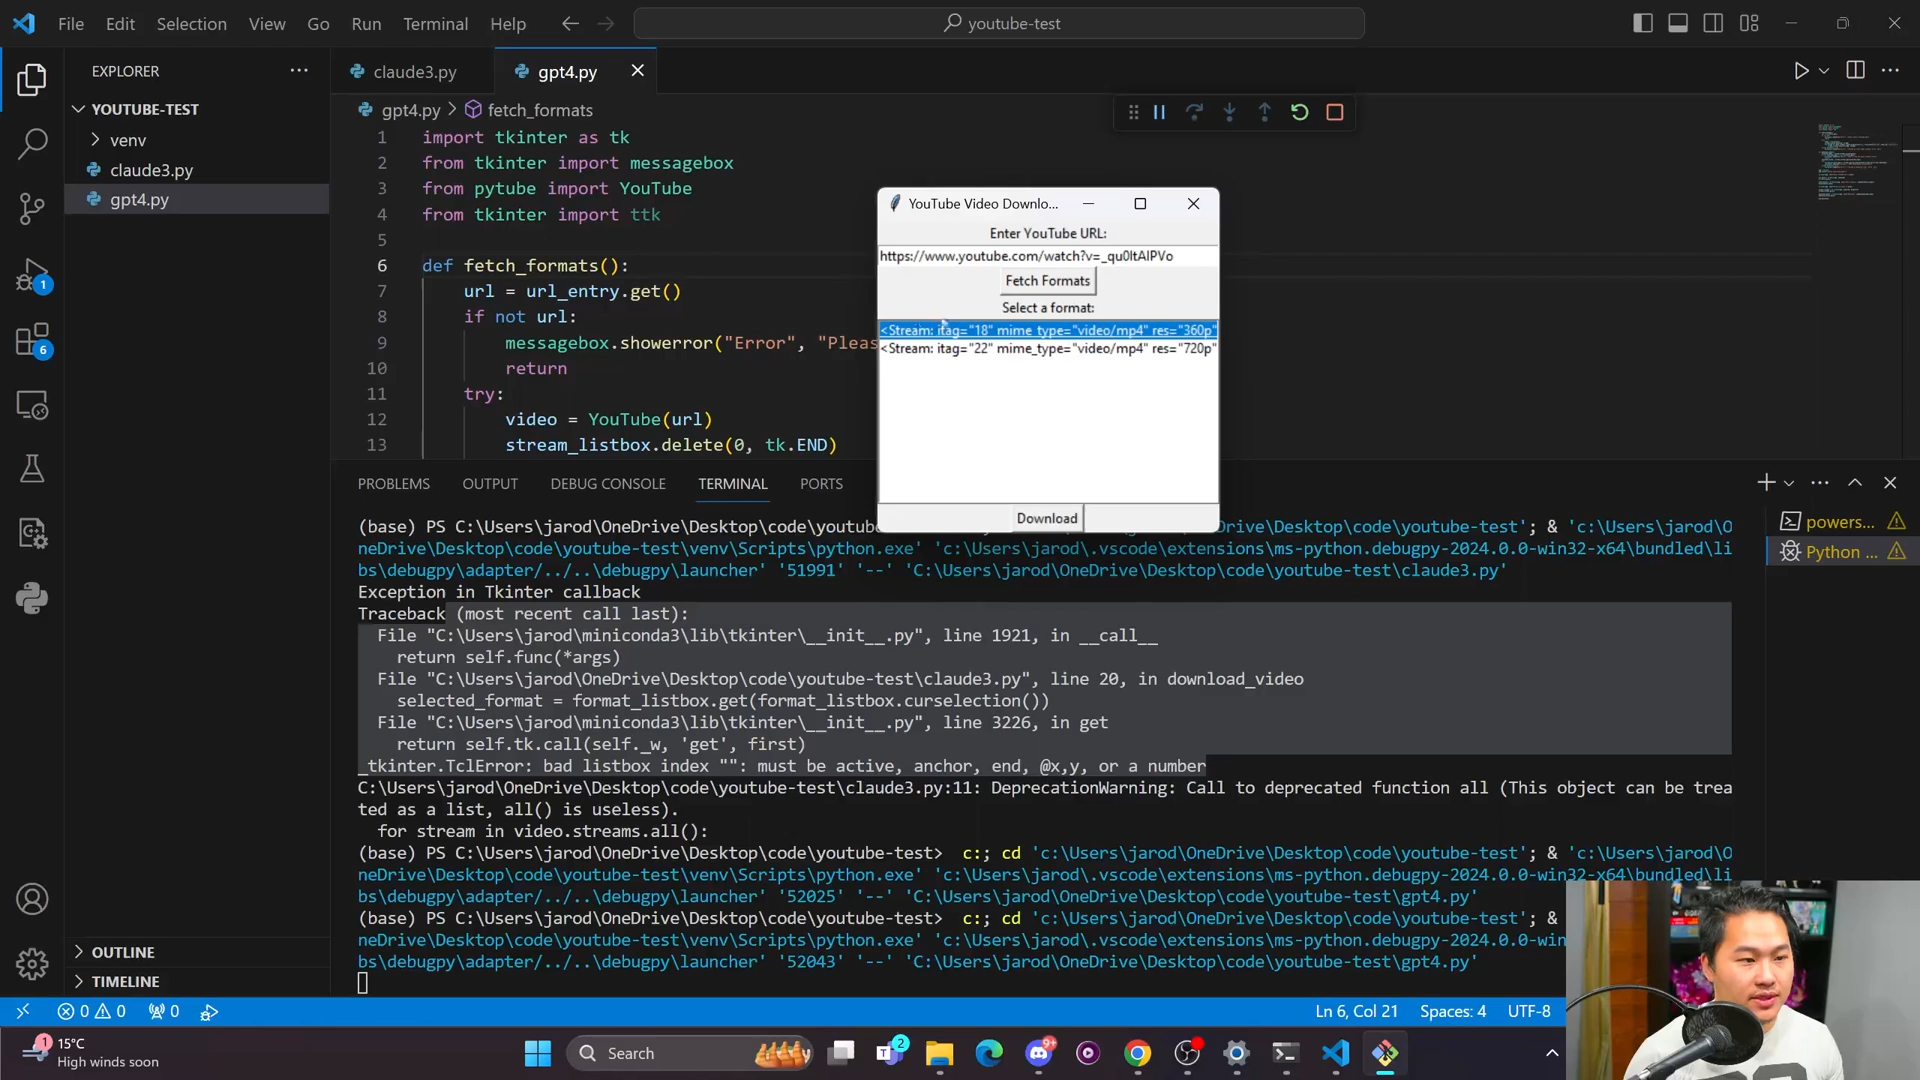 File Edit Selection View Go Run Terminal Help
youtube-test
EXPLORER
YOUTUBE-TEST
venv
claude3.py
gpt4.py
claude3.py gpt4.py
gpt4.py > fetch_formats
1 import tkinter as tk
2 from tkinter import messagebox
3 from pytube import YouTube
4 from tkinter import ttk
5
6 def fetch_formats():
7 url = url_entry.get()
8 if not url:
9 messagebox.showerror("Error", "Pleas
10 return
11 try:
12 video = YouTube(url)
13 stream_listbox.delete(0, tk.END)
YouTube Video Downlo...
Enter YouTube URL:
https://www.youtube.com/watch?v=_qu0ltAIPVo
Fetch Formats
Select a format:
<Stream: itag="18" mime_type="video/mp4" res="360p"
<Stream: itag="22" mime_type="video/mp4" res="720p"
Download
PROBLEMS OUTPUT DEBUG CONSOLE TERMINAL PORTS
powers...
Python ...
(base) PS C:\Users\jarod\OneDrive\Desktop\code\youtube /Desktop\code\youtube-test'; & 'c:\Users\jarod\O
neDrive\Desktop\code\youtube-test\venv\Scripts\python.exe' 'c:\Users\jarod\.vscode\extensions\ms-python.debugpy-2024.0.0-win32-x64\bundled\li
bs\debugpy\adapter/../..\debugpy\launcher' '51991' '--' 'C:\Users\jarod\OneDrive\Desktop\code\youtube-test\claude3.py'
Exception in Tkinter callback
Traceback (most recent call last):
File "C:\Users\jarod\miniconda3\lib\tkinter\__init__.py", line 1921, in __call__
return self.func(*args)
File "C:\Users\jarod\OneDrive\Desktop\code\youtube-test\claude3.py", line 20, in download_video
selected_format = format_listbox.get(format_listbox.curselection())
File "C:\Users\jarod\miniconda3\lib\tkinter\__init__.py", line 3226, in get
return self.tk.call(self._w, 'get', first)
_tkinter.TclError: bad listbox index "": must be active, anchor, end, @x,y, or a number
C:\Users\jarod\OneDrive\Desktop\code\youtube-test\claude3.py:11: DeprecationWarning: Call to deprecated function all (This object can be trea
ted as a list, all() is useless).
for stream in video.streams.all():
(base) PS C:\Users\jarod\OneDrive\Desktop\code\youtube-test> c:; cd 'c:\Users\jarod\OneDrive\Desktop\code\youtube-test'; & 'c:\Users\jarod\O
neDrive\Desktop\code\youtube-test\venv\Scripts\python.exe' 'c:\Users\jarod\.vscode\extensions\ms-python.debugpy-2024.0.0-win32-x64\bundled\li
bs\debugpy\adapter/../..\debugpy\launcher' '52025' '--' 'C:\Users\jarod\OneDrive\Desktop\code\youtube-test\gpt4.py'
(base) PS C:\Users\jarod\OneDrive\Desktop\code\youtube-test> c:; cd 'c:\Users\jarod\OneDrive\Desktop\code\youtube-test'; &
neDrive\Desktop\code\youtube-test\venv\Scripts\python.exe' 'c:\Users\jarod\.vscode\extensions\ms-python.debugpy-2024.0.0-win
bs\debugpy\adapter/../..\debugpy\launcher' '52043' '--' 'C:\Users\jarod\OneDrive\Desktop\code\youtube-test\gpt4.py'
1
6
OUTLINE
TIMELINE
0 0 0
Ln 6, Col 21 Spaces: 4 UTF-8
1
15°C
High winds soon
Search
2
9+